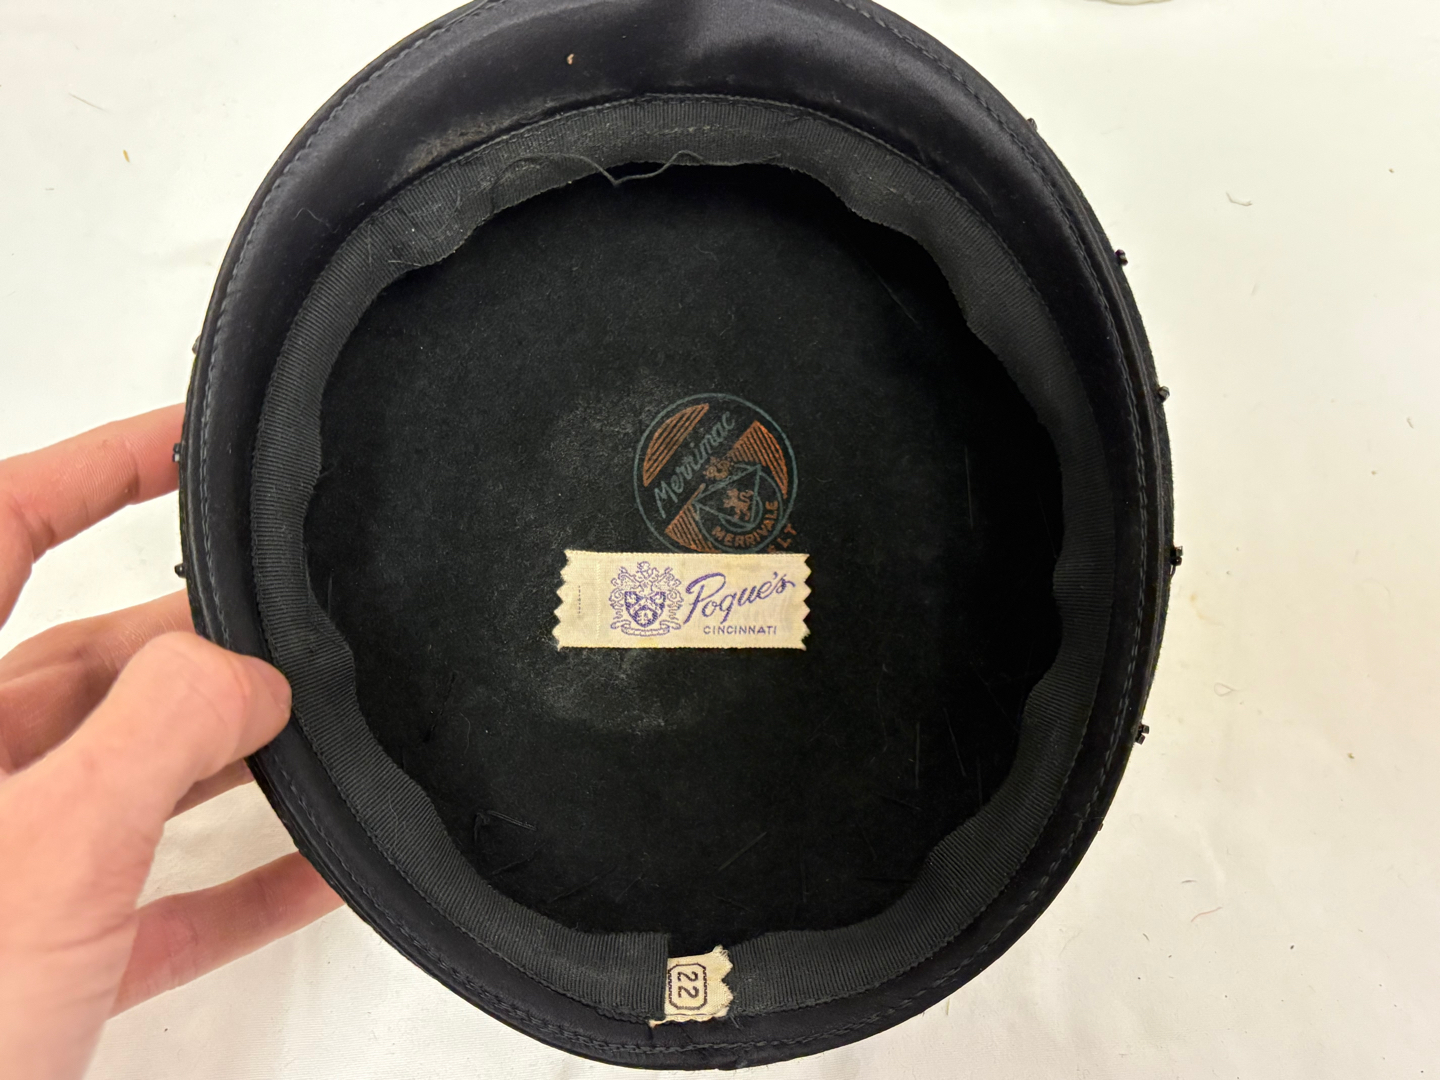 Merrimac
MERRIVALE
Pogue's
CINCINNATI
22